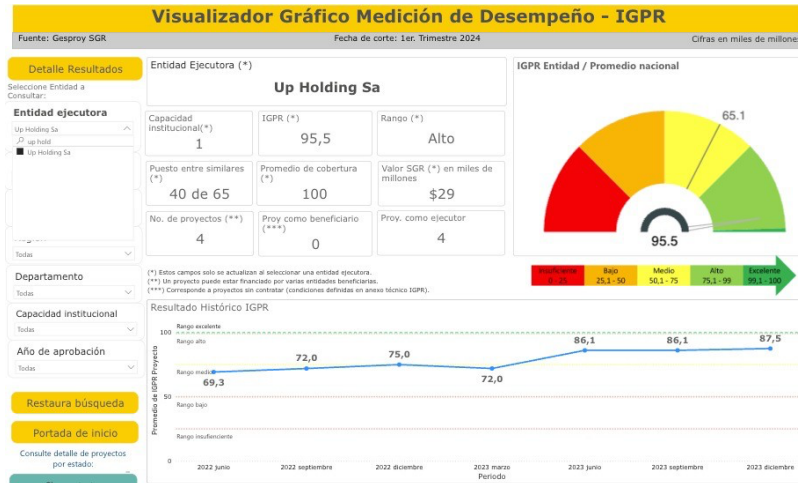 Visualizador Gráfico Medición de Desempeño - IGPR
Fuente: Gesproy SGR
Fecha de corte: 1er. Trimestre 2024
Cifras en miles de millone
Detalle Resultados
Seleccione Entidad a
Consultar:
Entidad ejecutora
Up Holding Sa
up hold
Up Holding Sa
Todas
Departamento
Todas
Capacidad institucional
Todas
Año de aprobación
Todas
Restaura búsqueda
Portada de inicio
Consulte detalle de proyectos
por estado:
Entidad Ejecutora (*)
Up Holding Sa
Capacidad
institucional(*)
1
IGPR (*)
95,5
Rango (*)
Alto
Puesto entre similares
(*)
40 de 65
Promedio de cobertura
(*)
100
Valor SGR (*) en miles de
millones
$29
No. de proyectos (**)
4
Proy como beneficiario
(***)
0
Proy. como ejecutor
4
(*) Estos campos solo se actualizan al seleccionar una entidad ejecutora.
(**) Un proyecto puede estar financiado por varias entidades beneficiarias.
(***) Corresponde a proyectos sin contratar (condiciones definidas en anexo técnico IGPR).
IGPR Entidad / Promedio nacional
65.1
95.5
Insuficiente
0 - 25
Bajo
25,1 - 50
Medio
50,1 - 75
Alto
75,1 - 99
Excelente
99,1 - 100
Resultado Histórico IGPR
Promedio de IGPR Proyecto
100
50
0
Rango excelente
Rango alto
Rango medio
Rango bajo
Rango insufienciente
69,3
72,0
75,0
72,0
86,1
86,1
87,5
2022 junio
2022 septiembre
2022 diciembre
2023 marzo
2023 junio
2023 septiembre
2023 diciembre
Periodo